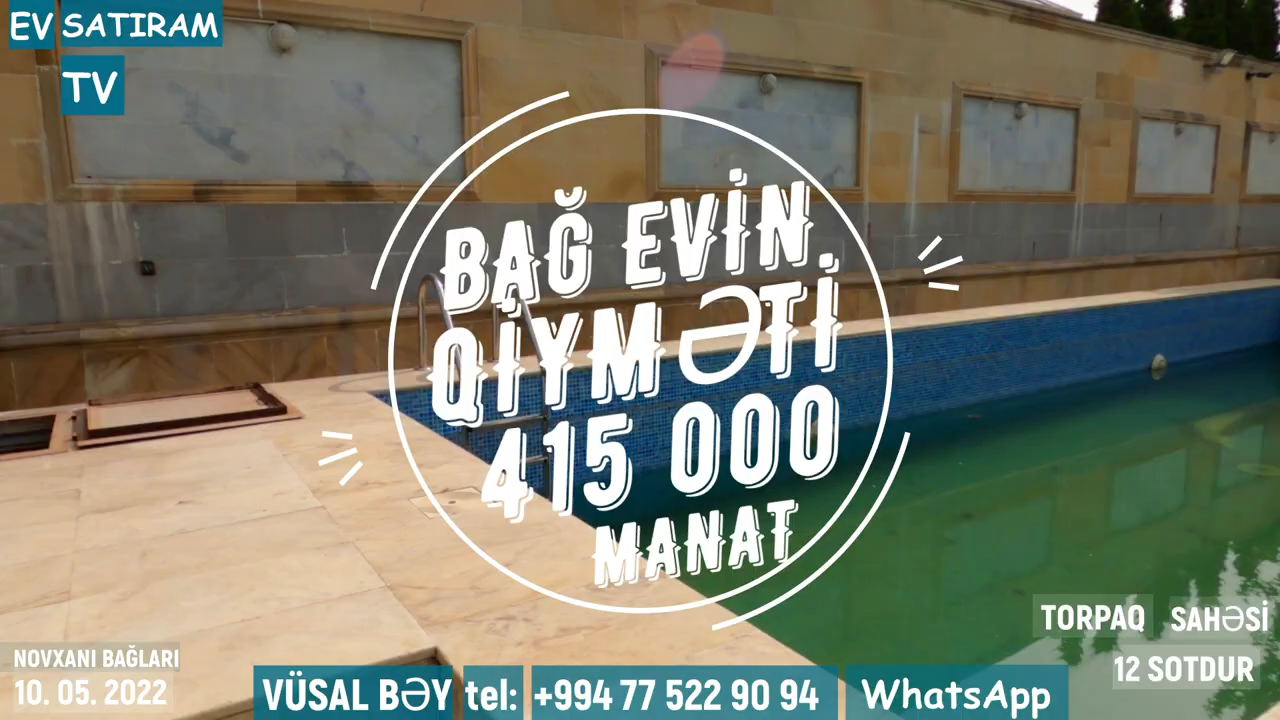 EV SATIRAM
TV
BAĞ EVİN
QİYMƏTİ
415 000
MANAT
TORPAQ SAHƏSİ
12 SOTDUR
NOVXANI BAĞLARI
10. 05. 2022
VÜSAL BƏY tel: +994 77 522 90 94 WhatsApp